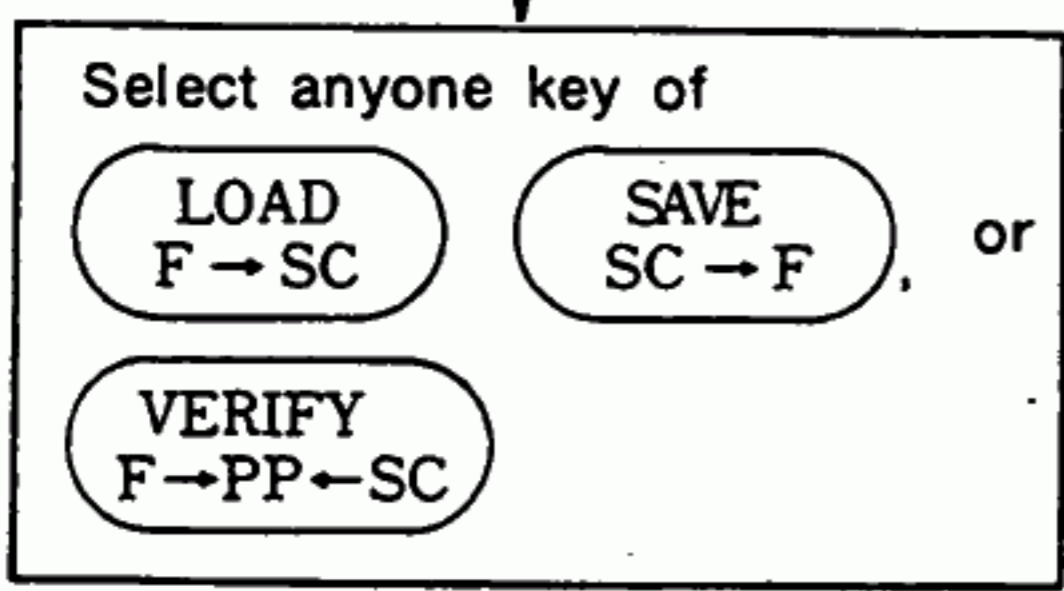 Select anyone key of
LOAD
F → SC
SAVE
SC → F
, or
VERIFY
F→PP←SC